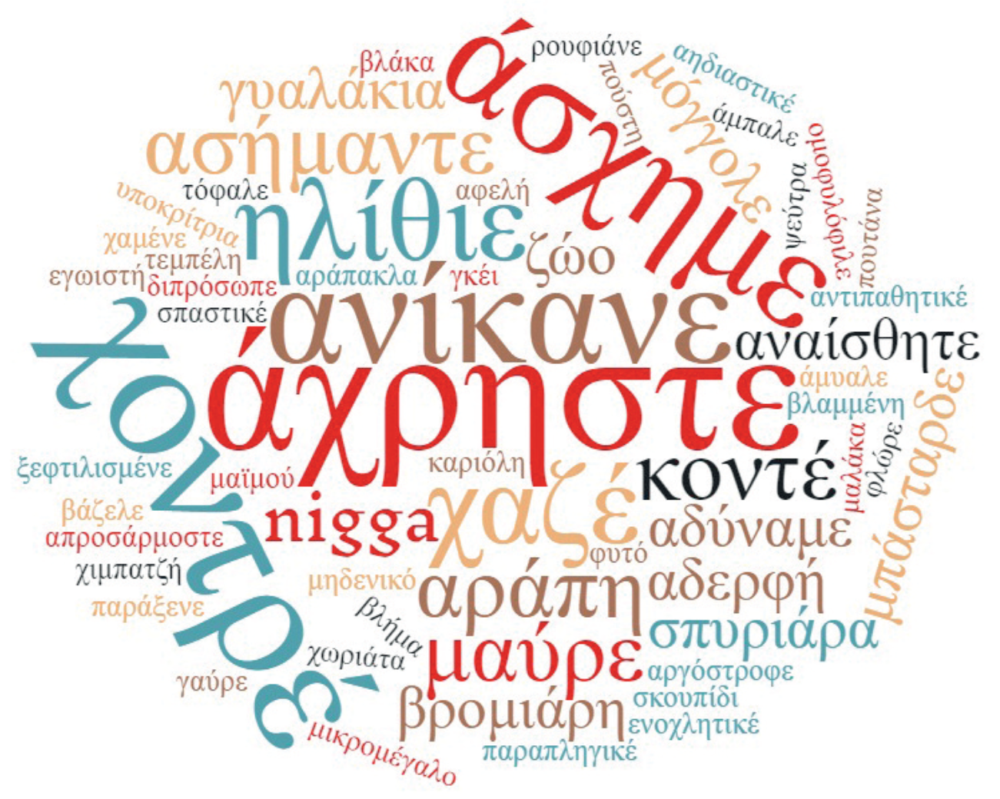 ρουφιάνε
βλάκα
άσχημε
αηδιαστικέ
γυαλάκια
πούστη
μόγγολε
άμπαλε
ασήμαντε
τόφαλε
αφελή
ψεύτρα
πουτάνα
υποκρίτρια
ηλίθιε
χαμένε
τεμπέλη
ζώο
εγωιστή
διπρόσωπε
αράπακλα
γκέι
αντιπαθητικέ
σπαστικέ
ανίκανε
αναίσθητε
χοντρέ
άχρηστε
άμυαλε
βλαμμένη
μπάσταρδε
ξεφτιλισμένε
μαϊμού
καριόλη
κοντέ
μαλάκα
φλώρε
βάζελε
nigga
χαζέ
αδύναμε
απροσάρμοστε
φυτό
χιμπατζή
μηδενικό
αράπη
αδερφή
παράξενε
βλήμα
σπυριάρα
χωριάτα
μαύρε
γαύρε
αργόστροφε
βρομιάρη
σκουπίδι
ενοχλητικέ
μικρομέγαλο
παραπληγικέ